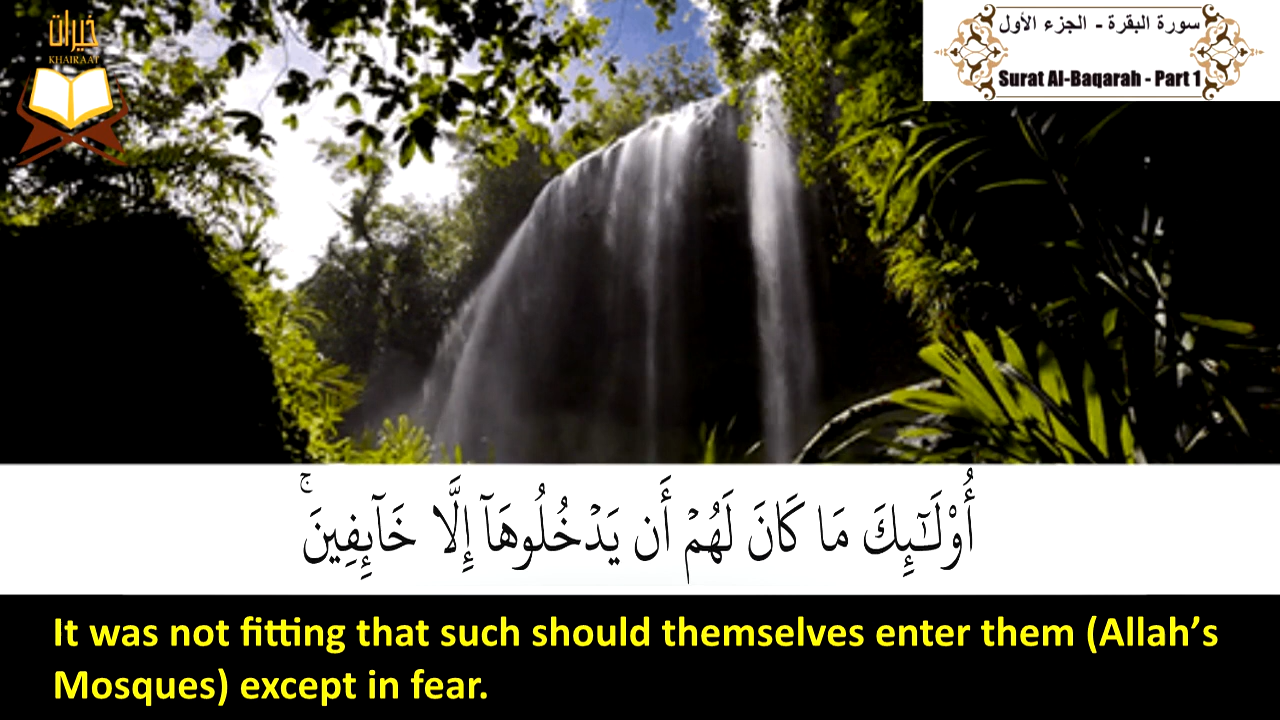 خيرات
KHAIRAAT
سورة البقرة - الجزء الأول
Surat Al-Baqarah - Part 1
أُوْلَـٰٓئِكَ مَا كَانَ لَهُمۡ أَن يَدۡخُلُوهَآ إِلَّا خَآئِفِينَۚ
It was not fitting that such should themselves enter them (Allah’s
Mosques) except in fear.